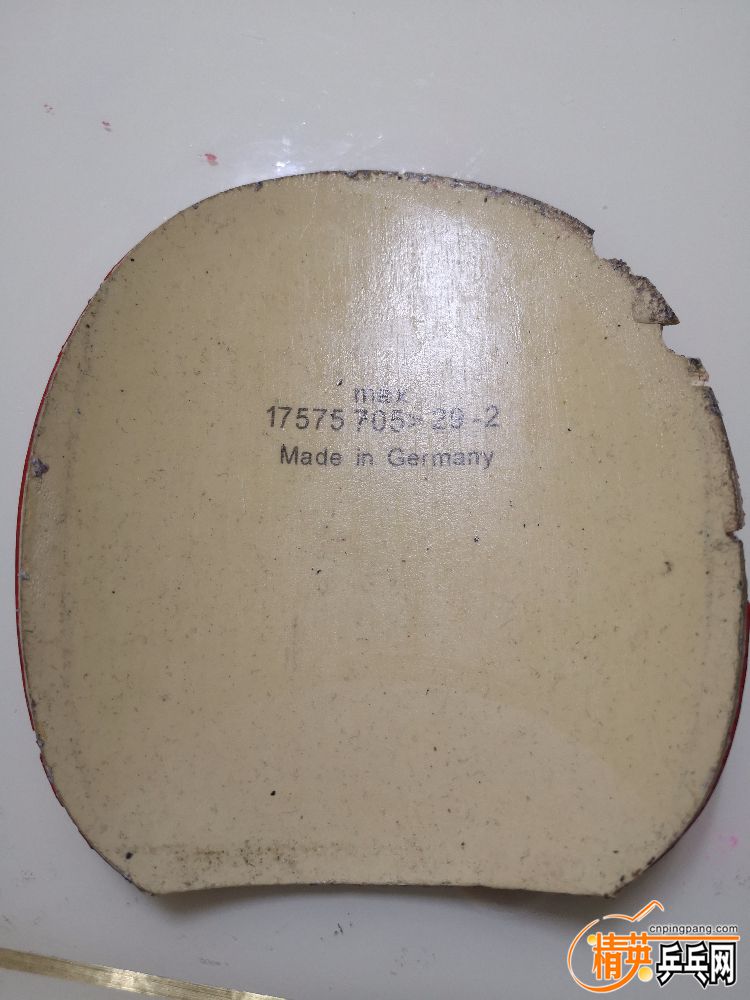 max
17575 705» 29-2
Made in Germany
cnpingpang.com
精英乒乓网